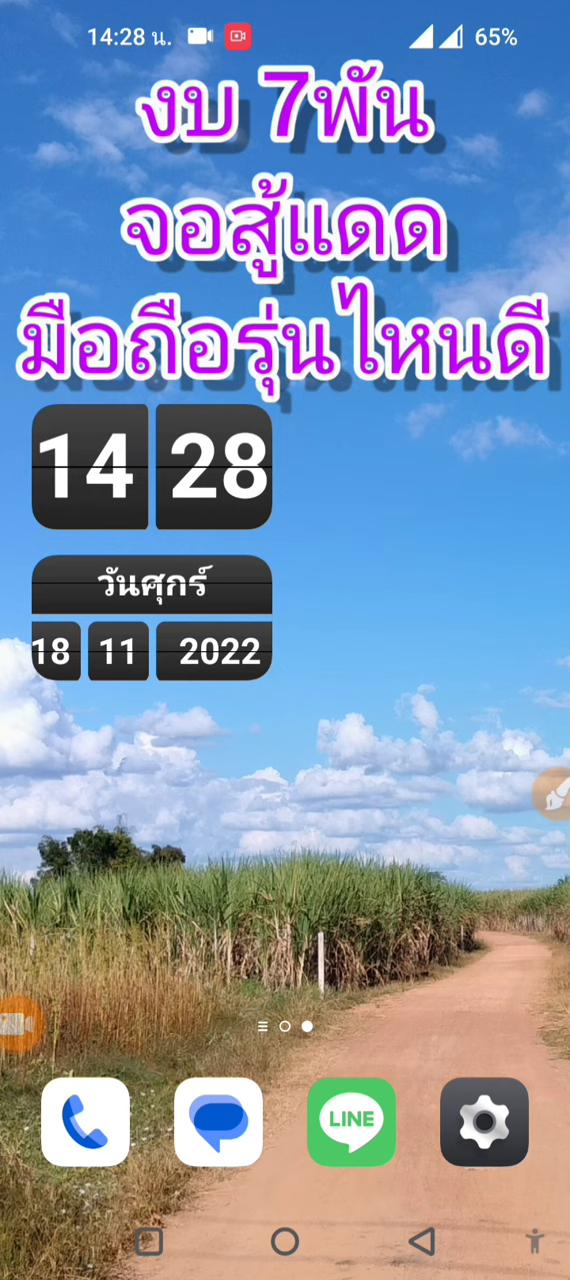 14:28 น.
65%
งบ 7พัน
จอสู้แดด
มือถือรุ่นไหนดี
14 28
วันศุกร์
18 11 2022
LINE